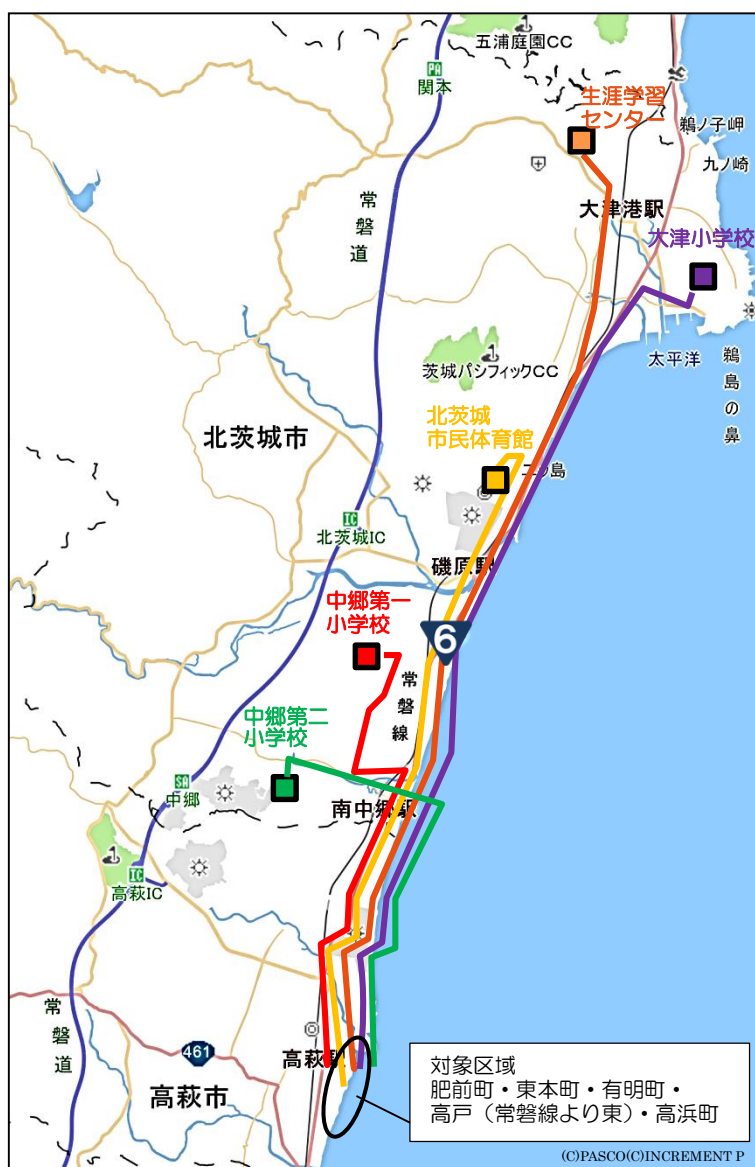 五浦庭園CC
PA
関本
生涯学習
センター
鵜ノ子岬
九ノ崎
常
磐
道
大津港駅
大津小学校
太平洋
鵜
島
の
鼻
茨城パシフィックCC
北茨城市
北茨城
市民体育館
二ツ島
IC
北茨城IC
磯原駅
中郷第一
小学校
6
常
磐
線
中郷第二
小学校
SA
中郷
南中郷駅
IC
高萩IC
常
磐
道
461
高萩駅
高萩市
対象区域
肥前町・東本町・有明町・
高戸（常磐線より東）・高浜町
(C)PASCO(C)INCREMENT P